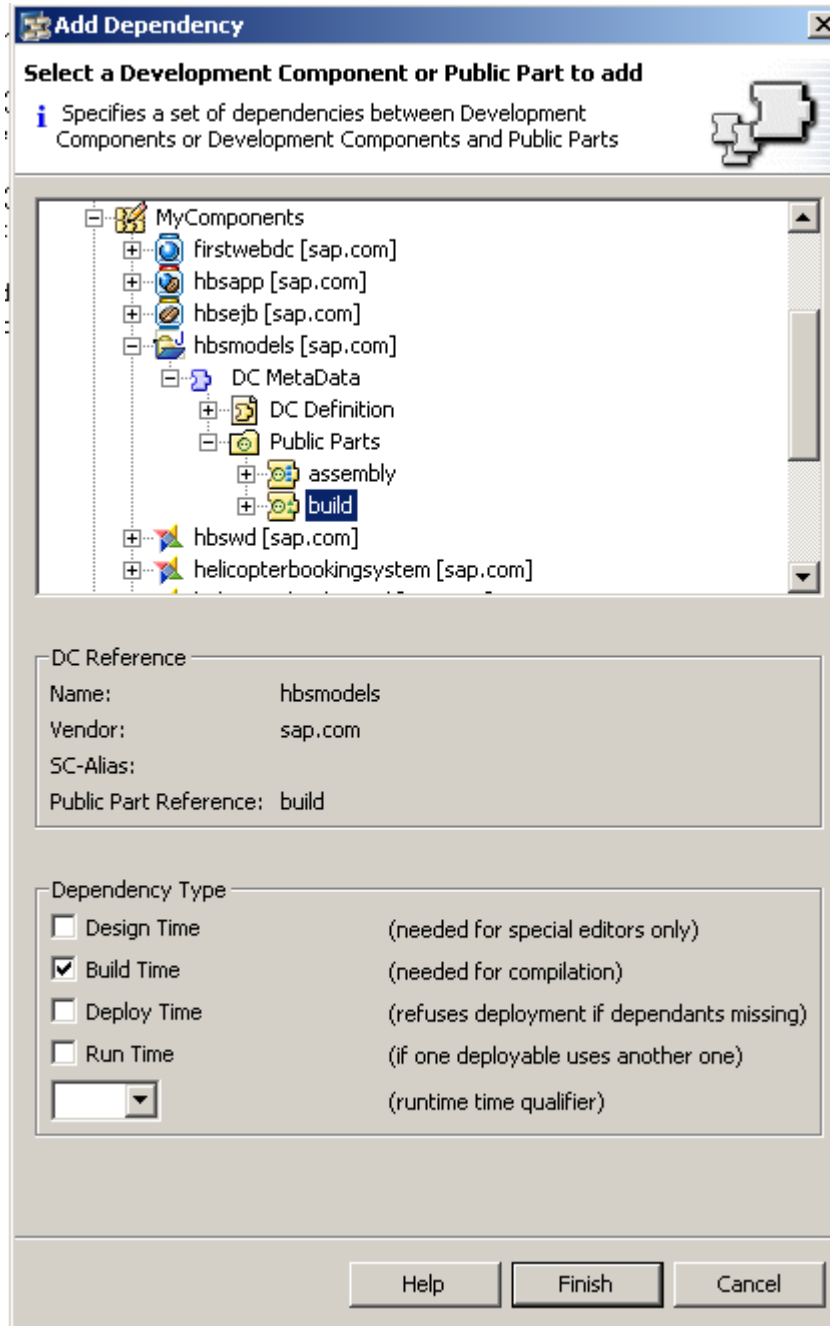 Add Dependency
Select a Development Component or Public Part to add
Specifies a set of dependencies between Development
Components or Development Components and Public Parts
MyComponents
firstwebdc [sap.com]
hbsapp [sap.com]
hbsejb [sap.com]
hbsmodels [sap.com]
DC MetaData
DC Definition
Public Parts
assembly
build
hbswd [sap.com]
helicopterbookingsystem [sap.com]
DC Reference
Name: hbsmodels
Vendor: sap.com
SC-Alias:
Public Part Reference: build
Dependency Type
Design Time (needed for special editors only)
Build Time (needed for compilation)
Deploy Time (refuses deployment if dependants missing)
Run Time (if one deployable uses another one)
(runtime time qualifier)
Help Finish Cancel